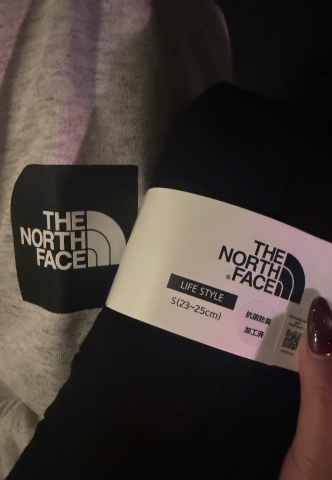 THE
NORTH
FACE
THE
NORTH
FACE
LIFE STYLE
S(23~25cm)
抗菌防臭
加工済